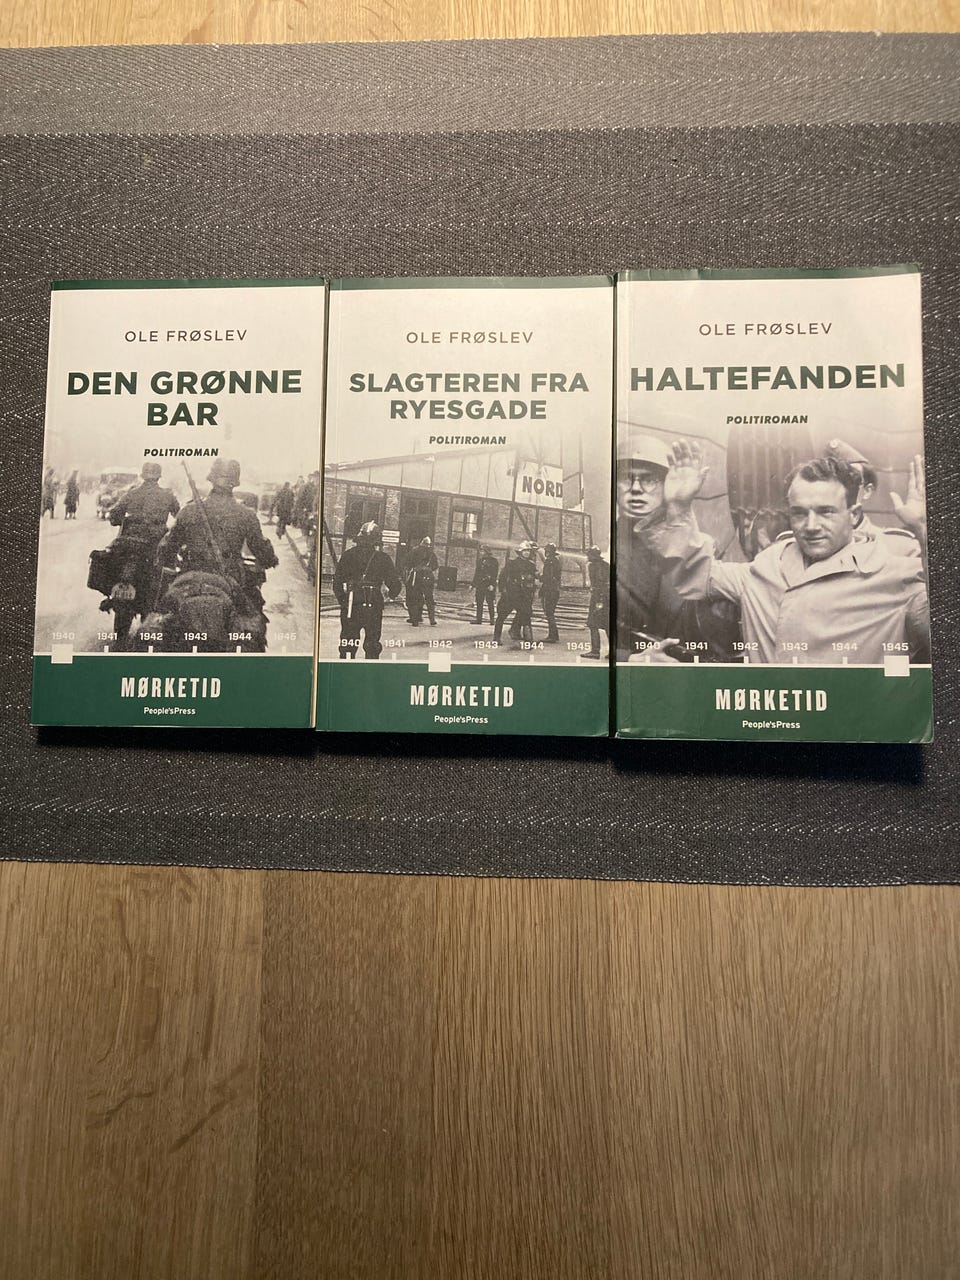 OLE FRØSLEV
DEN GRØNNE
BAR
POLITIROMAN
1940 1941 1942 1943 1944 1945
MØRKETID
People'sPress
OLE FRØSLEV
SLAGTEREN FRA
RYESGADE
POLITIROMAN
NORD
1940 1941 1942 1943 1944 1945
MØRKETID
People'sPress
OLE FRØSLEV
HALTEFANDEN
POLITIROMAN
1940 1941 1942 1943 1944 1945
MØRKETID
People'sPress